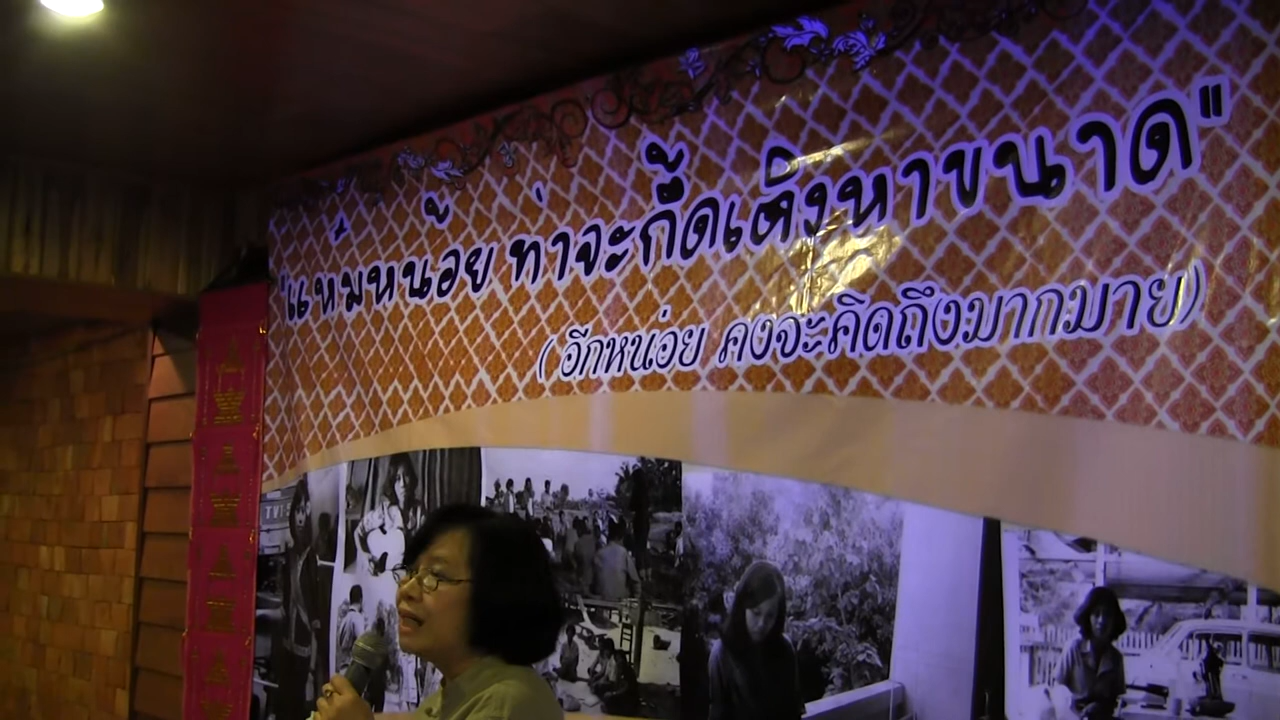 "แหม่หน้อย ท่าจะกึ๊ดเติงหาขนาด"
( อีกหน่อย คงจะคิดถึงมากมาย)